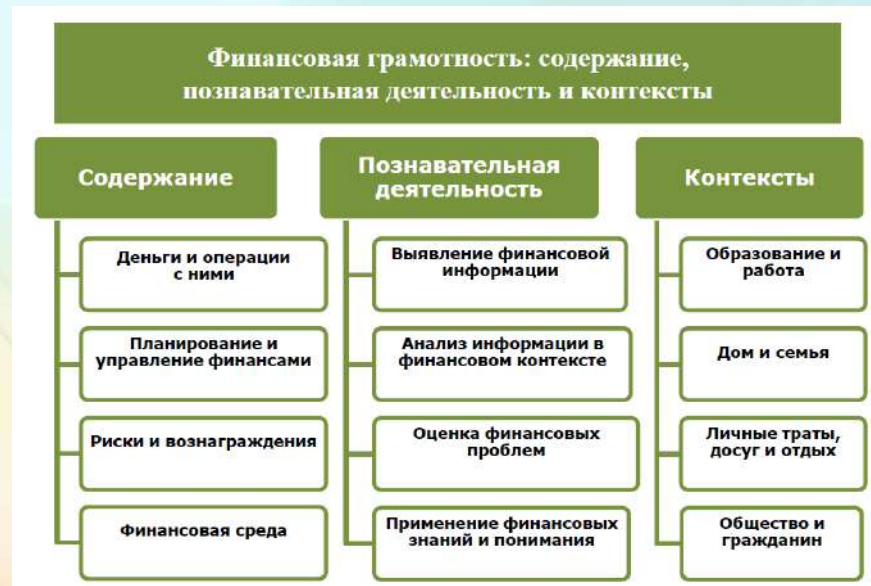 Финансовая грамотность: содержание,
познавательная деятельность и контексты
Содержание
Деньги и операции
с ними
Планирование и
управление финансами
Риски и вознаграждения
Финансовая среда
Познавательная
деятельность
Выявление финансовой
информации
Анализ информации в
финансовом контексте
Оценка финансовых
проблем
Применение финансовых
знаний и понимания
Контексты
Образование и
работа
Дом и семья
Личные траты,
досуг и отдых
Общество и
гражданин